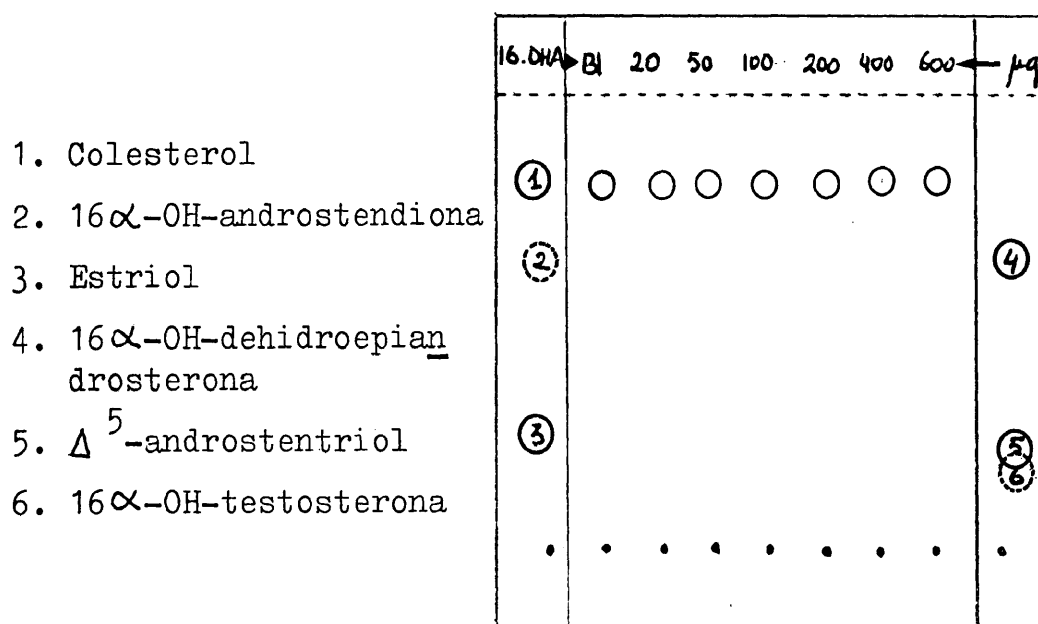 1. Colesterol
2. 16α-OH-androstendiona
3. Estriol
4. 16α-OH-dehidroepian
drosterona
5. Δ5-androstentriol
6. 16α-OH-testosterona
16.DHA Bl 20 50 100 200 400 600 μg
1
2
4
3
5
6